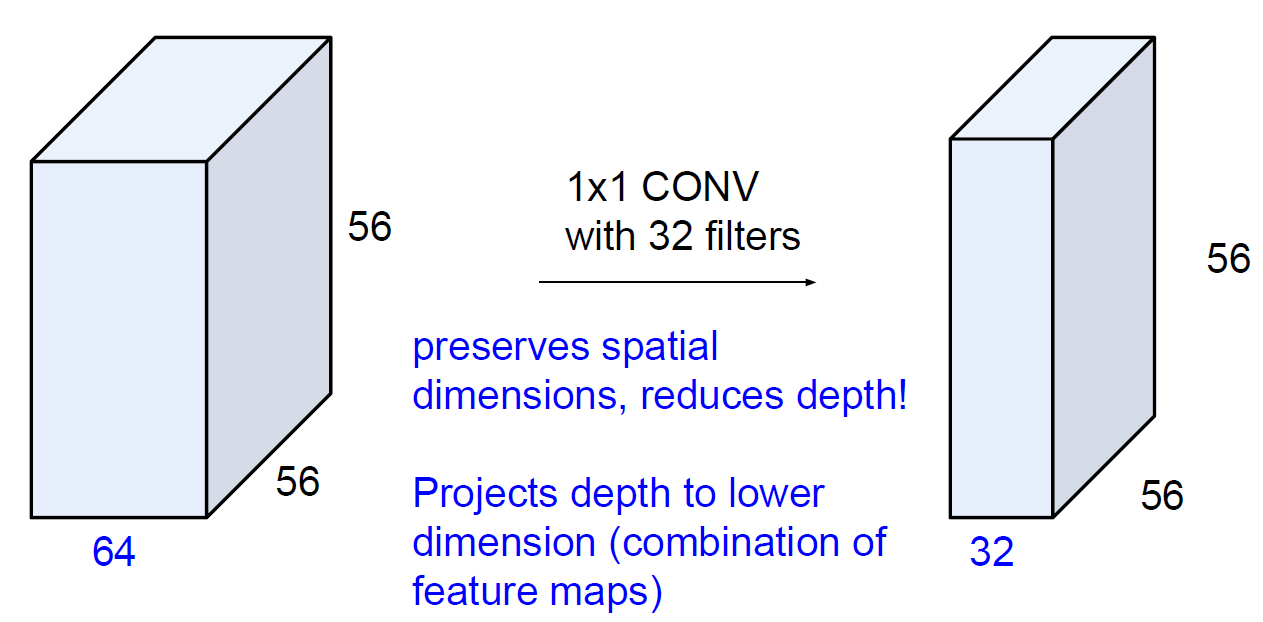 56
56
64
1x1 CONV
with 32 filters
preserves spatial
dimensions, reduces depth!
Projects depth to lower
dimension (combination of
feature maps)
56
56
32